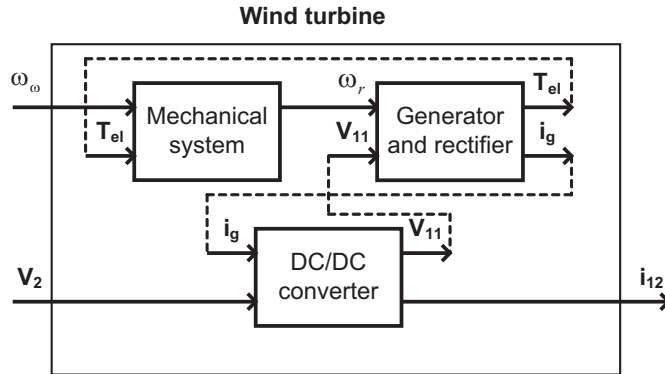 Wind turbine
ω_ω
T_el
Mechanical
system
ω_r
V_11
Generator
and rectifier
T_el
i_g
i_g
V_11
DC/DC
converter
V_2
i_12